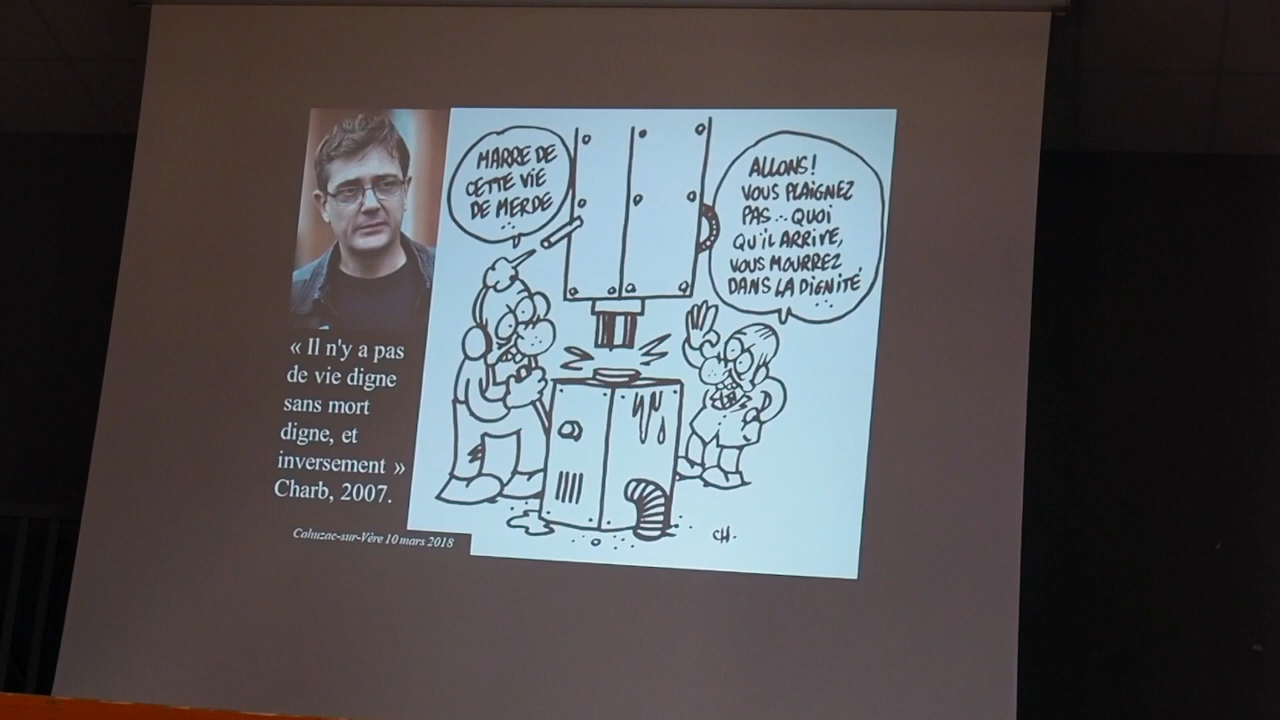 MARRE DE
CETTE VIE
DE MERDE
ALLONS!
VOUS PLAIGNEZ
PAS... QUOI
QU'IL ARRIVE,
VOUS MOURREZ
DANS LA DIGNITÉ
« Il n'y a pas
de vie digne
sans mort
digne, et
inversement »
Charb, 2007.
Cahuzac-sur-Vère 10 mars 2018
CH.